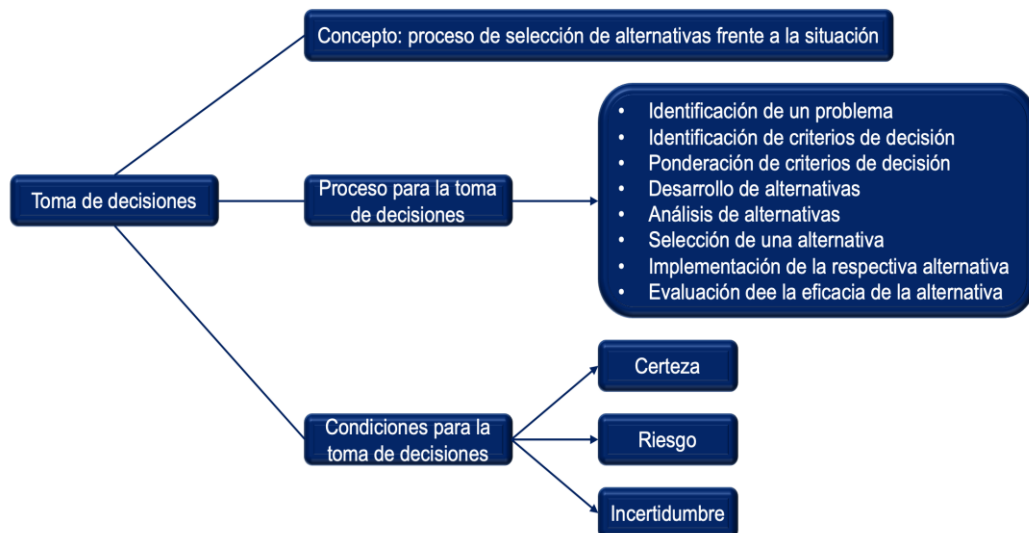 Concepto: proceso de selección de alternativas frente a la situación
Toma de decisiones
Proceso para la toma
de decisiones
• Identificación de un problema
• Identificación de criterios de decisión
• Ponderación de criterios de decisión
• Desarrollo de alternativas
• Análisis de alternativas
• Selección de una alternativa
• Implementación de la respectiva alternativa
• Evaluación dee la eficacia de la alternativa
Condiciones para la
toma de decisiones
Certeza
Riesgo
Incertidumbre